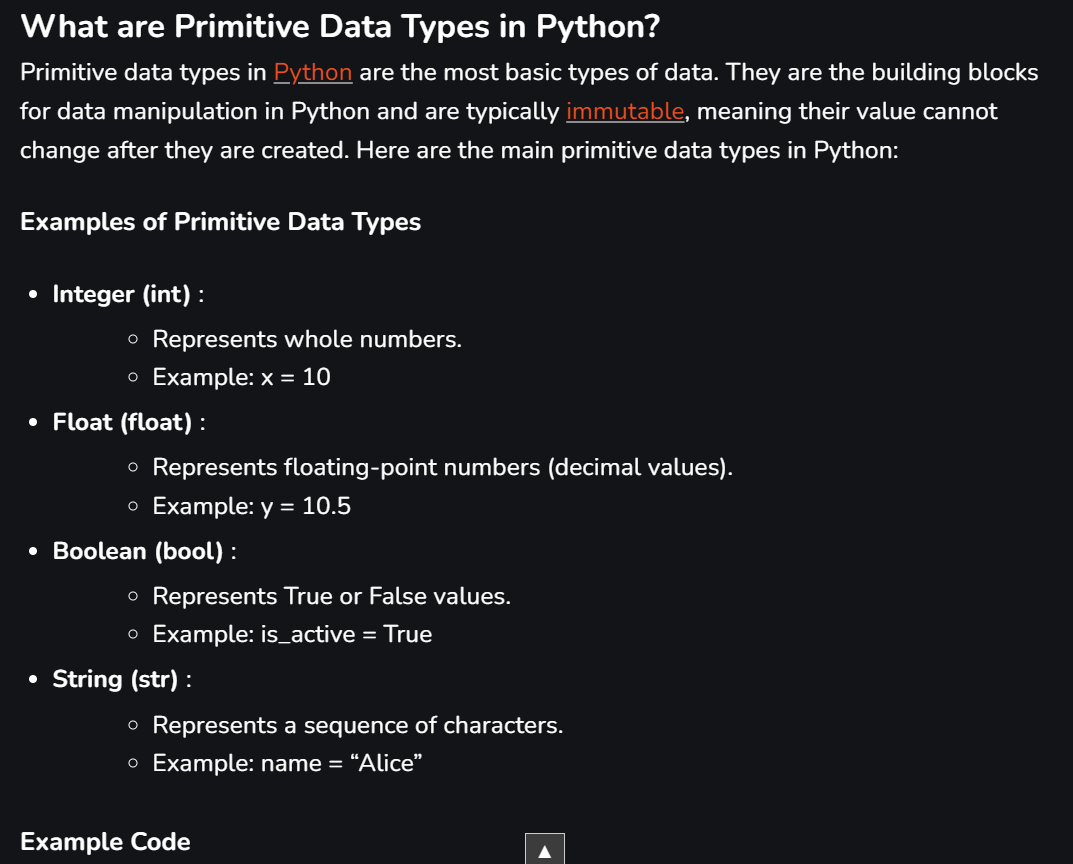 What are Primitive Data Types in Python?
Primitive data types in Python are the most basic types of data. They are the building blocks
for data manipulation in Python and are typically immutable, meaning their value cannot
change after they are created. Here are the main primitive data types in Python:
Examples of Primitive Data Types
• Integer (int) :
◦ Represents whole numbers.
◦ Example: x = 10
• Float (float) :
◦ Represents floating-point numbers (decimal values).
◦ Example: y = 10.5
• Boolean (bool) :
◦ Represents True or False values.
◦ Example: is_active = True
• String (str) :
◦ Represents a sequence of characters.
◦ Example: name = “Alice”
Example Code
▲